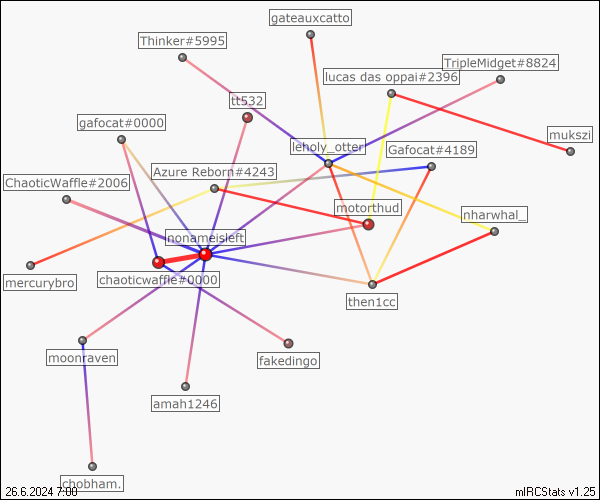 gateauxcatto
Thinker#5995
TripleMidget#8824
lucas das oppai#2396
tt532
gafocat#0000
mukszi
leholy_otter
Gafocat#4189
Azure Reborn#4243
ChaoticWaffle#2006
motorthud
nharwhal_
nonameisleft
chaoticwaffle#0000
mercurybro
then1cc
moonraven
fakedingo
amah1246
chobham.
26.6.2024 7:00
mIRCStats v1.25